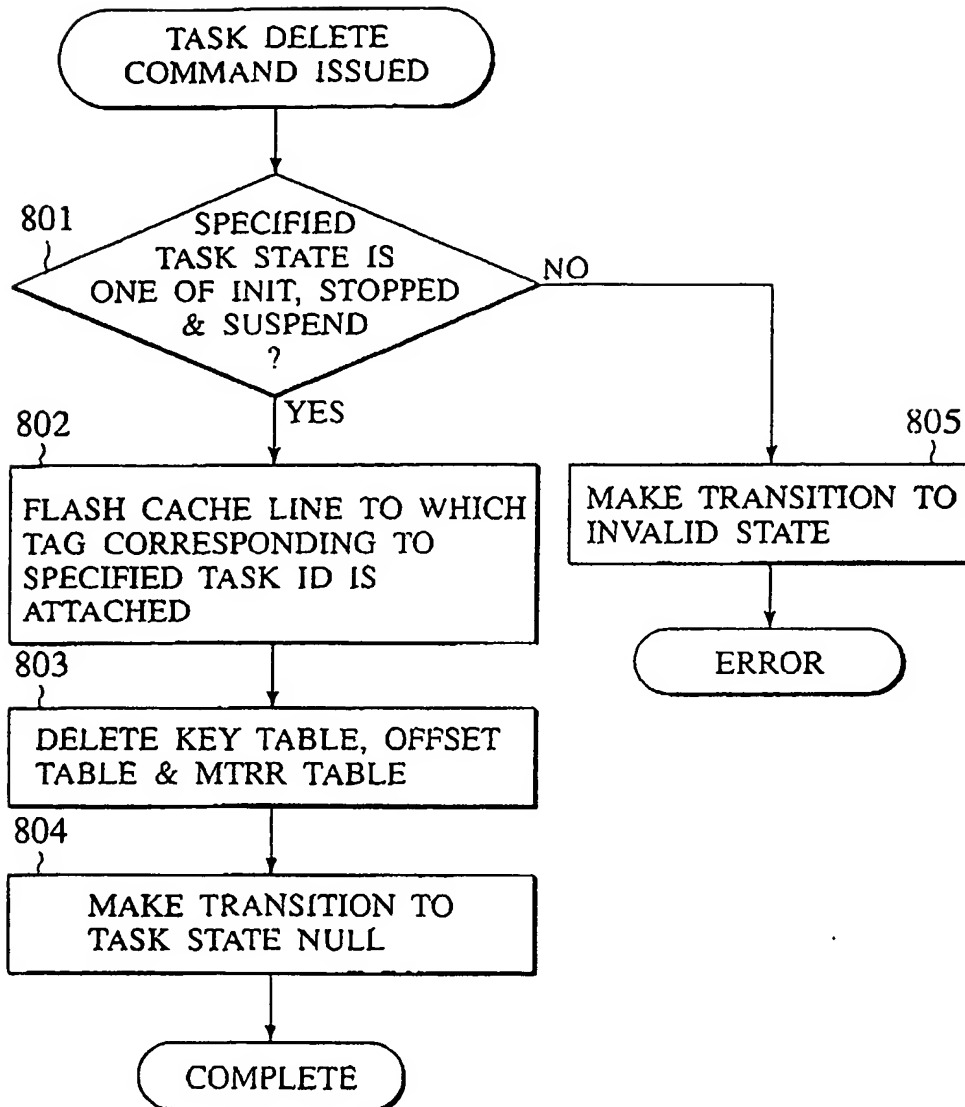 TASK DELETE
COMMAND ISSUED
801
SPECIFIED
TASK STATE IS
ONE OF INIT, STOPPED
& SUSPEND
?
NO
YES
802
FLASH CACHE LINE TO WHICH
TAG CORRESPONDING TO
SPECIFIED TASK ID IS
ATTACHED
805
MAKE TRANSITION TO
INVALID STATE
ERROR
803
DELETE KEY TABLE, OFFSET
TABLE & MTRR TABLE
804
MAKE TRANSITION TO
TASK STATE NULL
COMPLETE